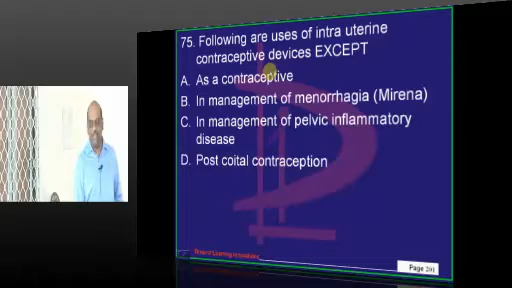 75. Following are uses of intra uterine
contraceptive devices EXCEPT
A. As a contraceptive
B. In management of menorrhagia (Mirena)
C. In management of pelvic inflammatory
disease
D. Post coital contraception
Page 201